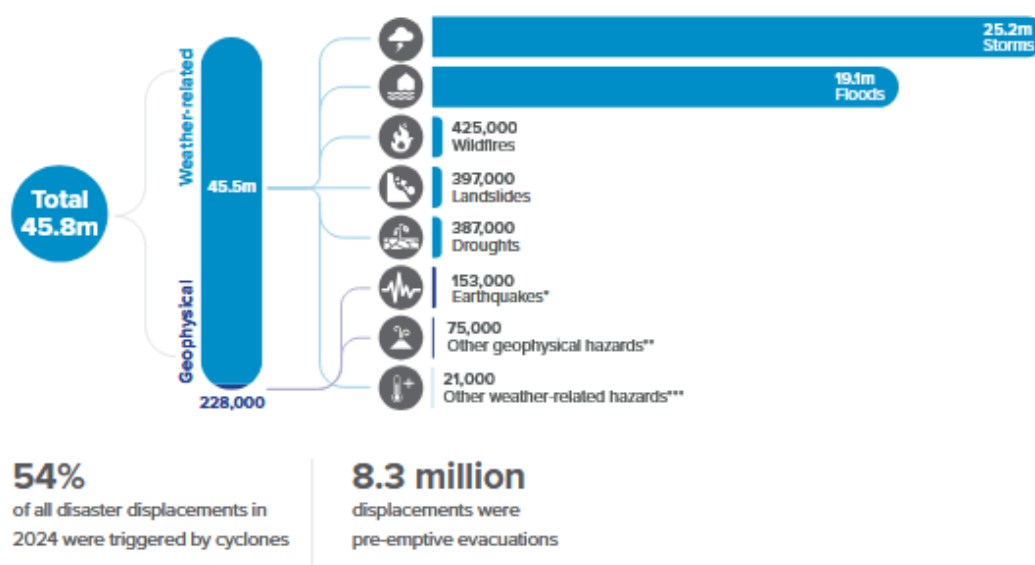 25.2m
Storms
19.1m
Floods
425,000
Wildfires
397,000
Landslides
387,000
Droughts
153,000
Earthquakes*
75,000
Other geophysical hazards**
21,000
Other weather-related hazards***
Weather-related
45.5m
Total
45.8m
Geophysical
228,000
54%
of all disaster displacements in
2024 were triggered by cyclones
8.3 million
displacements were
pre-emptive evacuations